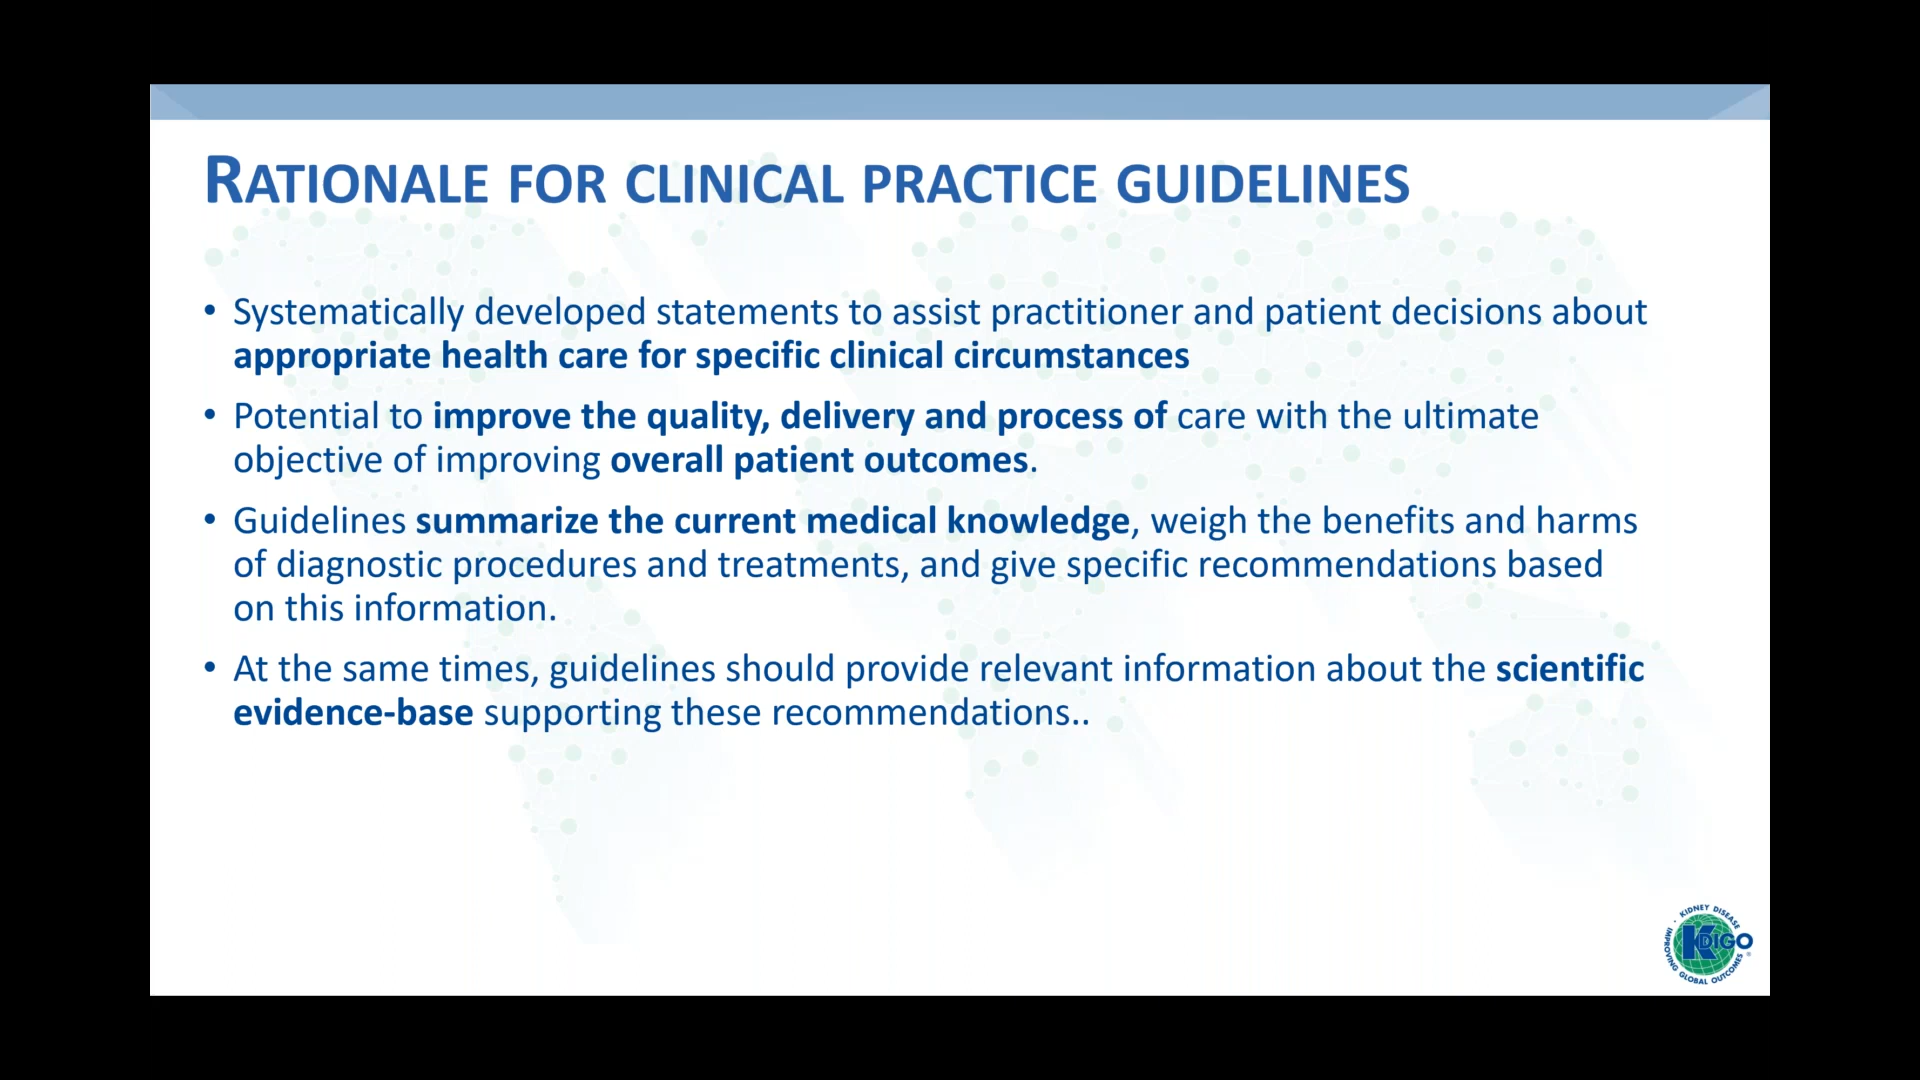 RATIONALE FOR CLINICAL PRACTICE GUIDELINES
• Systematically developed statements to assist practitioner and patient decisions about
appropriate health care for specific clinical circumstances
• Potential to improve the quality, delivery and process of care with the ultimate
objective of improving overall patient outcomes.
• Guidelines summarize the current medical knowledge, weigh the benefits and harms
of diagnostic procedures and treatments, and give specific recommendations based
on this information.
• At the same times, guidelines should provide relevant information about the scientific
evidence-base supporting these recommendations..
KIDNEY DISEASE
KDIGO
IMPROVING GLOBAL OUTCOMES